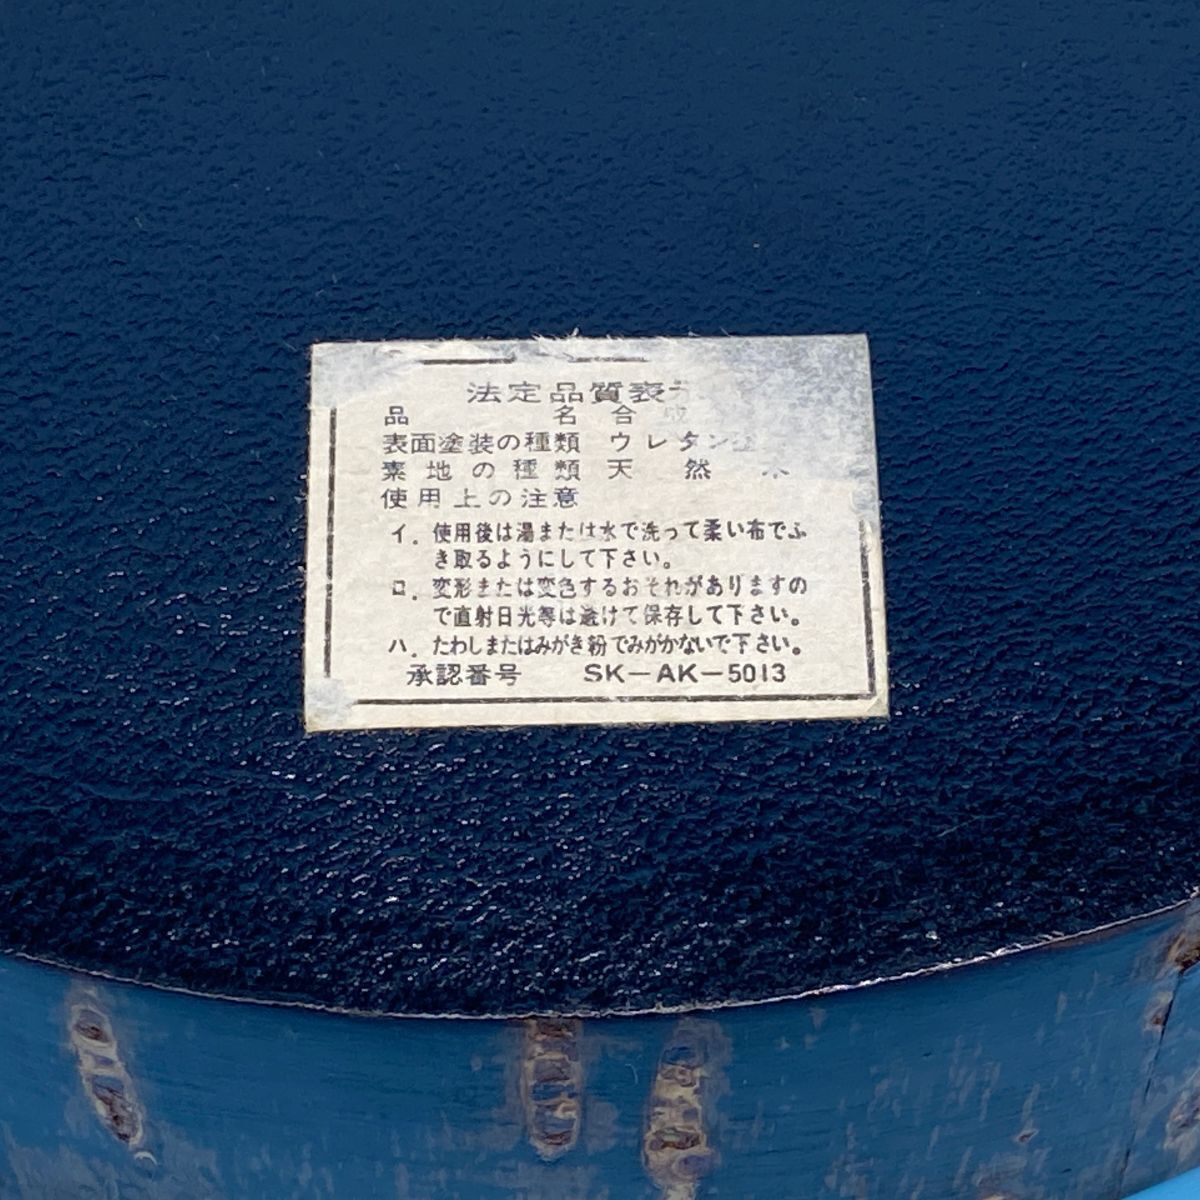 法定品質表
品 名 合成
表面塗装の種類 ウレタン塗
素地の種類 天然木
使用上の注意
イ. 使用後は湯または水で洗って柔い布でふ
き取るようにして下さい。
ロ. 変形または変色するおそれがありますの
で直射日光等は避けて保存して下さい。
ハ. たわしまたはみがき粉でみがかないで下さい。
承認番号 SK-AK-5013